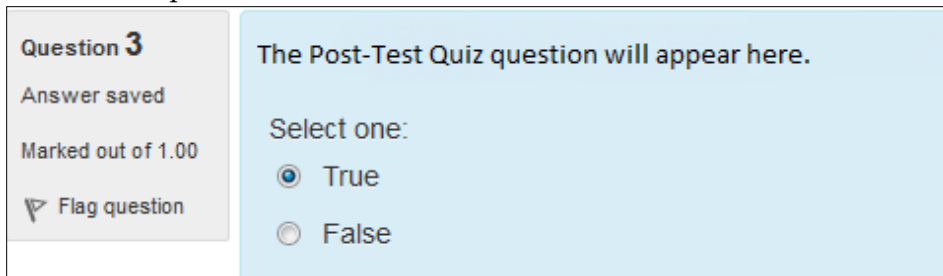 Question 3
Answer saved
Marked out of 1.00
Flag question
The Post-Test Quiz question will appear here.
Select one:
True
False